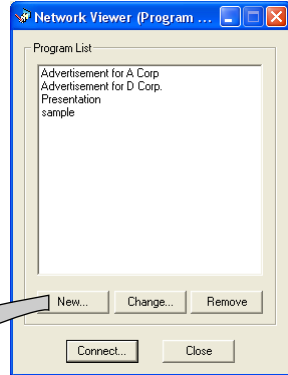 Network Viewer (Program ...
Program List
Advertisement for A Corp
Advertisement for D Corp.
Presentation
sample
New... Change... Remove
Connect... Close